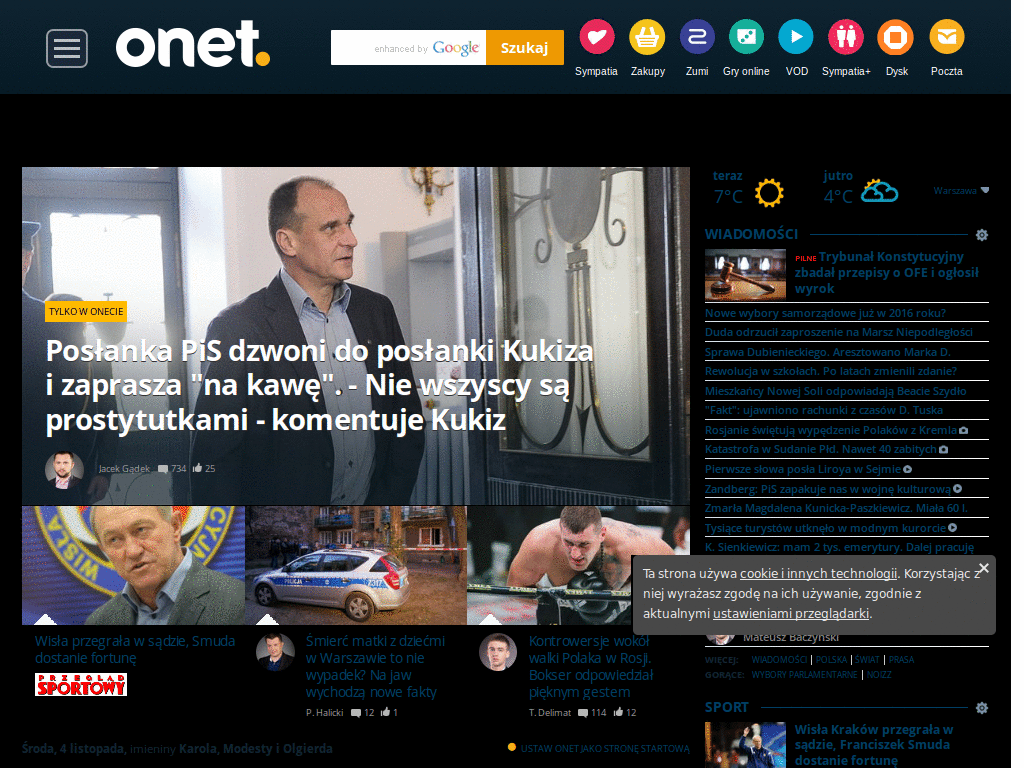 onet.
enhanced by Google
Szukaj
Sympatia
Zakupy
Zumi
Gry online
VOD
Sympatia+
Dysk
Poczta
teraz
7°C
jutro
4°C
Warszawa
TYLKO W ONECIE
Posłanka PiS dzwoni do posłanki Kukiza
i zaprasza "na kawę". - Nie wszyscy są
prostytutkami - komentuje Kukiz
Jacek Gądek 734 25
WIADOMOŚCI
PILNE Trybunał Konstytucyjny
zbadał przepisy o OFE i ogłosił
wyrok
Nowe wybory samorządowe już w 2016 roku?
Duda odrzucił zaproszenie na Marsz Niepodległości
Sprawa Dubienieckiego. Aresztowano Marka D.
Rewolucja w szkołach. Po latach zmienili zdanie?
Mieszkańcy Nowej Soli odpowiadają Beacie Szydło
"Fakt": ujawniono rachunki z czasów D. Tuska
Rosjanie świętują wypędzenie Polaków z Kremla
Katastrofa w Sudanie Płd. Nawet 40 zabitych
Pierwsze słowa posła Liroya w Sejmie
Zandberg: PiS zapakuje nas w wojnę kulturową
Zmarła Magdalena Kunicka-Paszkiewicz. Miała 60 l.
Tysiące turystów utknęło w modnym kurorcie
K. Sienkiewicz: mam 2 tys. emerytury. Dalej pracuję
Ta strona używa cookie i innych technologii. Korzystając z
niej wyrażasz zgodę na ich używanie, zgodnie z
aktualnymi ustawieniami przeglądarki.
Mateusz Baczyński
WIĘCEJ: WIADOMOŚCI | POLSKA | ŚWIAT | PRASA
GORĄCE: WYBORY PARLAMENTARNE | NOIZZ
POLICJA
Wisła przegrała w sądzie, Smuda
dostanie fortunę
PRZEGLĄD
SPORTOWY
Śmierć matki z dziećmi
w Warszawie to nie
wypadek? Na jaw
wychodzą nowe fakty
P. Halicki 12 1
Kontrowersje wokół
walki Polaka w Rosji.
Bokser odpowiedział
pięknym gestem
T. Delimat 114 12
SPORT
Wisła Kraków przegrała w
sądzie, Franciszek Smuda
dostanie fortunę
Środa, 4 listopada, imieniny Karola, Modesty i Olgierda
USTAW ONET JAKO STRONĘ STARTOWĄ